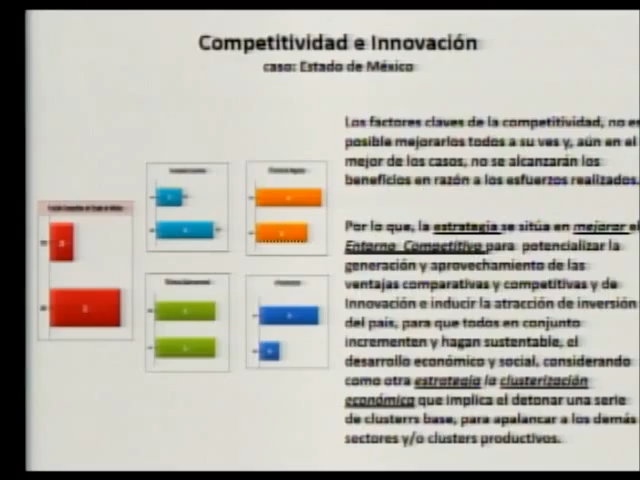 Competitividad e Innovación
caso: Estado de México
Los factores claves de la competitividad, no es
posible mejorarlos todos a su ves y, aún en el
mejor de los casos, no se alcanzarán los
beneficios en razón a los esfuerzos realizados.
Por lo que, la estrategia se sitúa en mejorar el
Entorno Competitivo para potencializar la
generación y aprovechamiento de las
ventajas comparativas y competitivas y de
Innovación e inducir la atracción de inversión
del país, para que todos en conjunto
incrementen y hagan sustentable, el
desarrollo económico y social, considerando
como otra estrategia la clusterización
económica que implica el detonar una serie
de clusterrs base, para apalancar a los demás
sectores y/o clusters productivos.